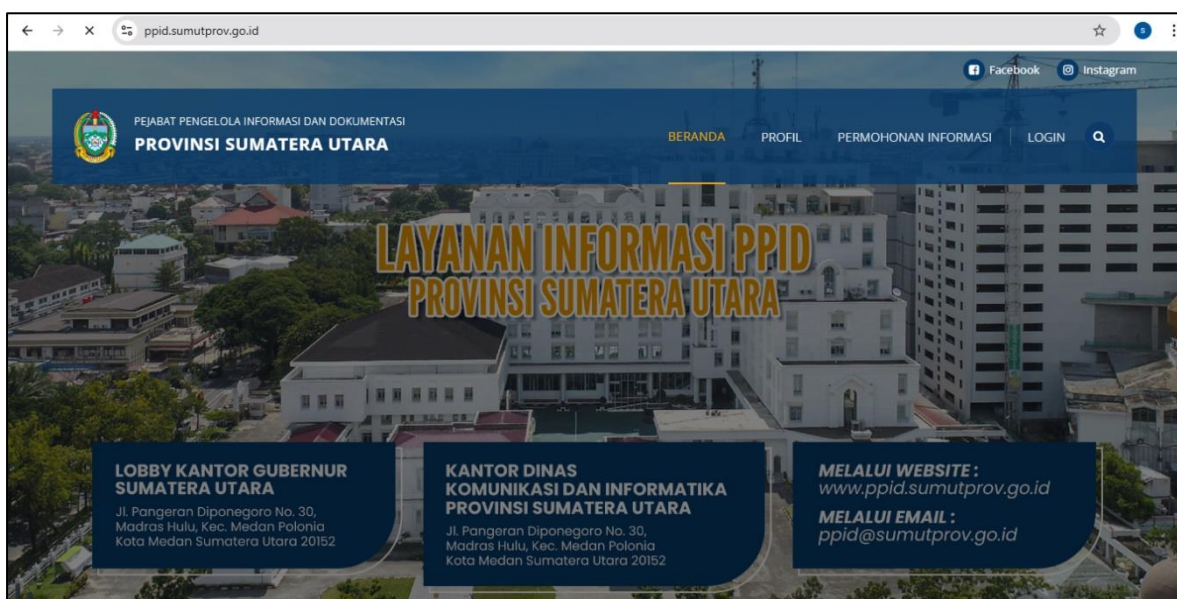 ppid.sumutprov.go.id
Facebook
Instagram
PEJABAT PENGELOLA INFORMASI DAN DOKUMENTASI
PROVINSI SUMATERA UTARA
BERANDA
PROFIL
PERMOHONAN INFORMASI
LOGIN
LAYANAN INFORMASI PPID
PROVINSI SUMATERA UTARA
LOBBY KANTOR GUBERNUR
SUMATERA UTARA
Jl. Pangeran Diponegoro No. 30,
Madras Hulu, Kec. Medan Polonia
Kota Medan Sumatera Utara 20152
KANTOR DINAS
KOMUNIKASI DAN INFORMATIKA
PROVINSI SUMATERA UTARA
Jl. Pangeran Diponegoro No. 30,
Madras Hulu, Kec. Medan Polonia
Kota Medan Sumatera Utara 20152
MELALUI WEBSITE :
www.ppid.sumutprov.go.id
MELALUI EMAIL :
ppid@sumutprov.go.id